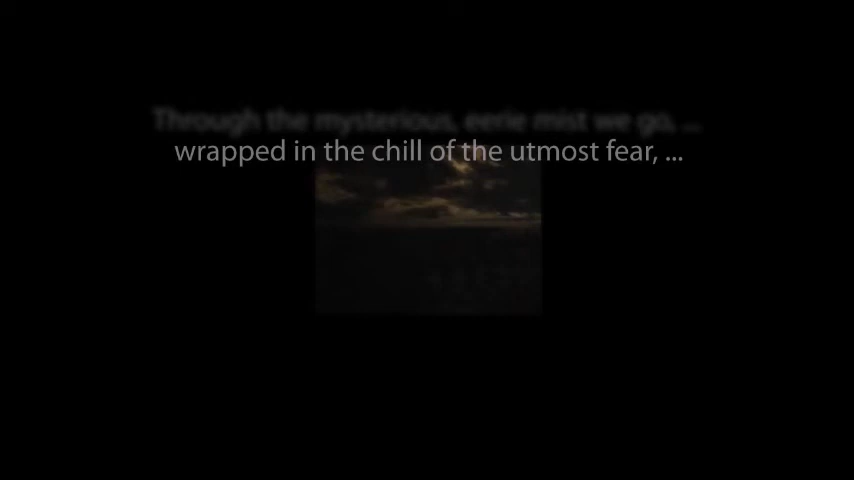 Through the mysterious, eerie mist we go, ...
wrapped in the chill of the utmost fear, ...